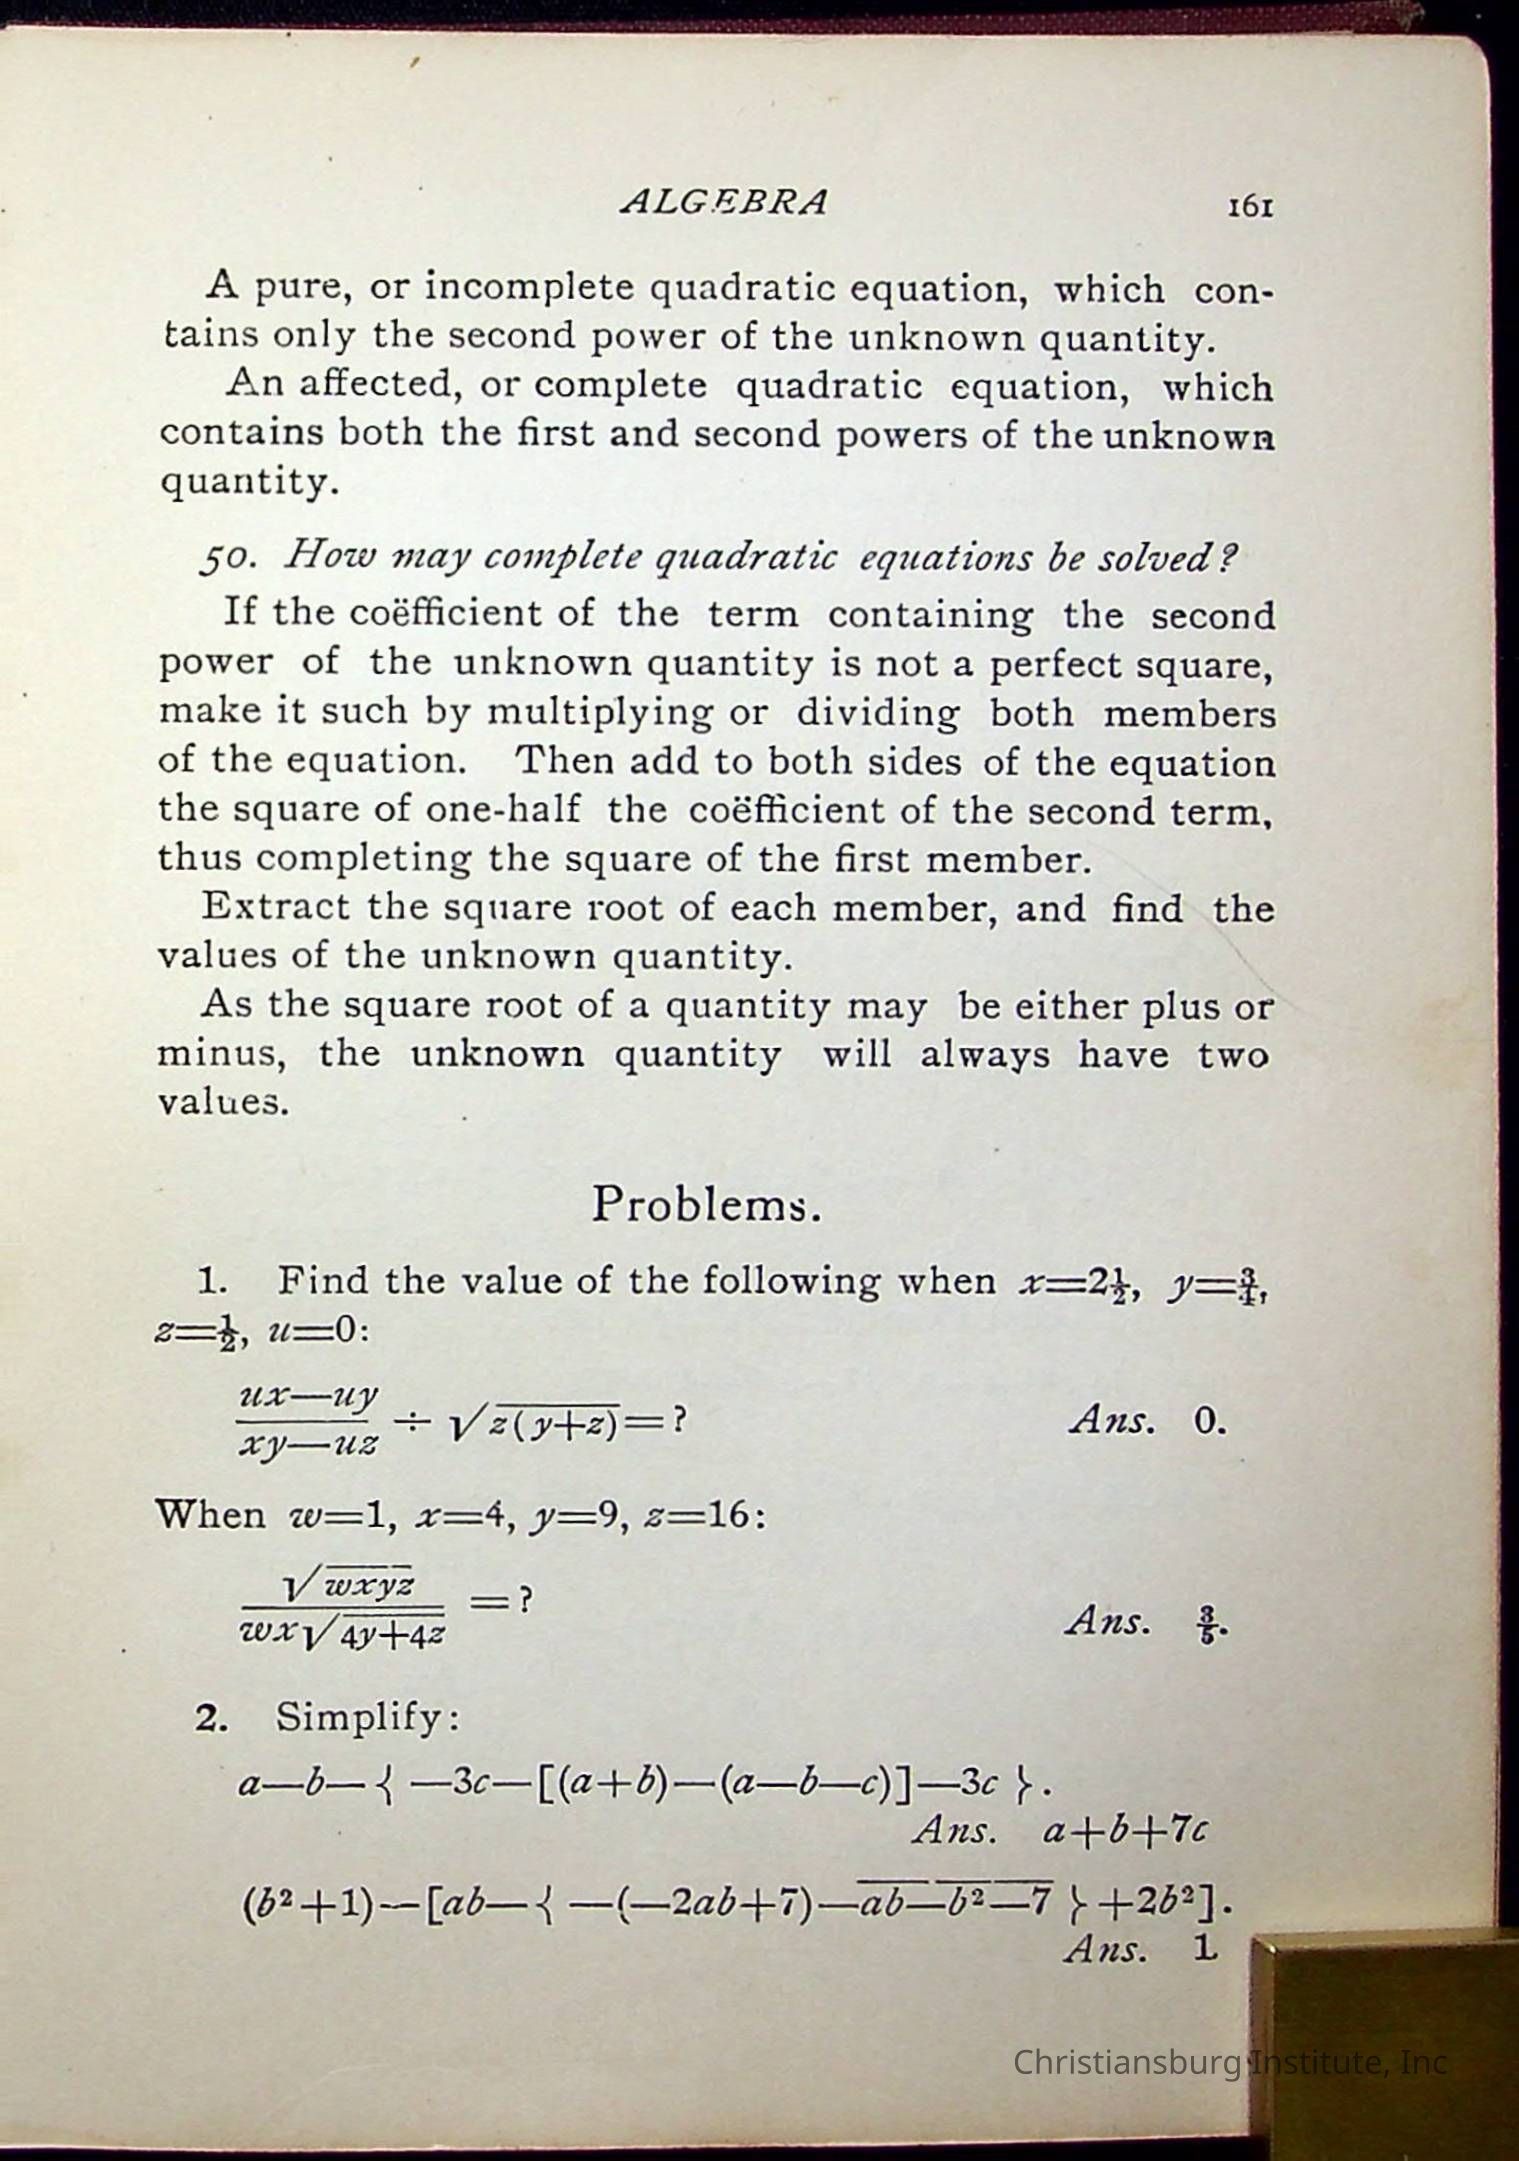 ALGEBRA 161
A pure, or incomplete quadratic equation, which con-
tains only the second power of the unknown quantity.
An affected, or complete quadratic equation, which
contains both the first and second powers of the unknown
quantity.
50. How may complete quadratic equations be solved?
If the coëfficient of the term containing the second
power of the unknown quantity is not a perfect square,
make it such by multiplying or dividing both members
of the equation. Then add to both sides of the equation
the square of one-half the coëfficient of the second term,
thus completing the square of the first member.
Extract the square root of each member, and find the
values of the unknown quantity.
As the square root of a quantity may be either plus or
minus, the unknown quantity will always have two
values.
Problems.
1. Find the value of the following when x=2½, y=¾,
z=½, u=0:
(ux—uy)/(xy—uz) ÷ √z(y+z)=? Ans. 0.
When w=1, x=4, y=9, z=16:
√wxyz/wx√4y+4z =? Ans. ⅗.
2. Simplify:
a—b—{ —3c—[(a+b)—(a—b—c)]—3c }.
Ans. a+b+7c
(b²+1)—[ab—{ —(—2ab+7)—ab—b²—7 }+2b²].
Ans. 1
Christiansburg Institute, Inc